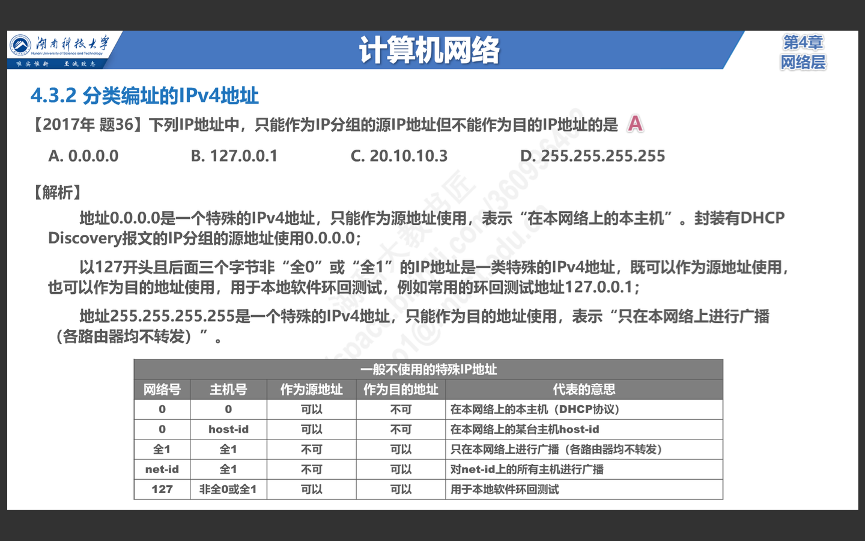 湖南科技大学
Hunan University of Science and Technology
唯实惟新 至诚致志
计算机网络
第4章
网络层
4.3.2 分类编址的IPv4地址
【2017年 题36】下列IP地址中，只能作为IP分组的源IP地址但不能作为目的IP地址的是 A
A. 0.0.0.0 B. 127.0.0.1 C. 20.10.10.3 D. 255.255.255.255
【解析】
地址0.0.0.0是一个特殊的IPv4地址，只能作为源地址使用，表示“在本网络上的本主机”。封装有DHCP
Discovery报文的IP分组的源地址使用0.0.0.0；
以127开头且后面三个字节非“全0”或“全1”的IP地址是一类特殊的IPv4地址，既可以作为源地址使用，
也可以作为目的地址使用，用于本地软件环回测试，例如常用的环回测试地址127.0.0.1；
地址255.255.255.255是一个特殊的IPv4地址，只能作为目的地址使用，表示“只在本网络上进行广播
（各路由器均不转发）”。
一般不使用的特殊IP地址
网络号 主机号 作为源地址 作为目的地址 代表的意思
0 0 可以 不可 在本网络上的本主机（DHCP协议）
0 host-id 可以 不可 在本网络上的某台主机host-id
全1 全1 不可 可以 只在本网络上进行广播（各路由器均不转发）
net-id 全1 不可 可以 对net-id上的所有主机进行广播
127 非全0或全1 可以 可以 用于本地软件环回测试